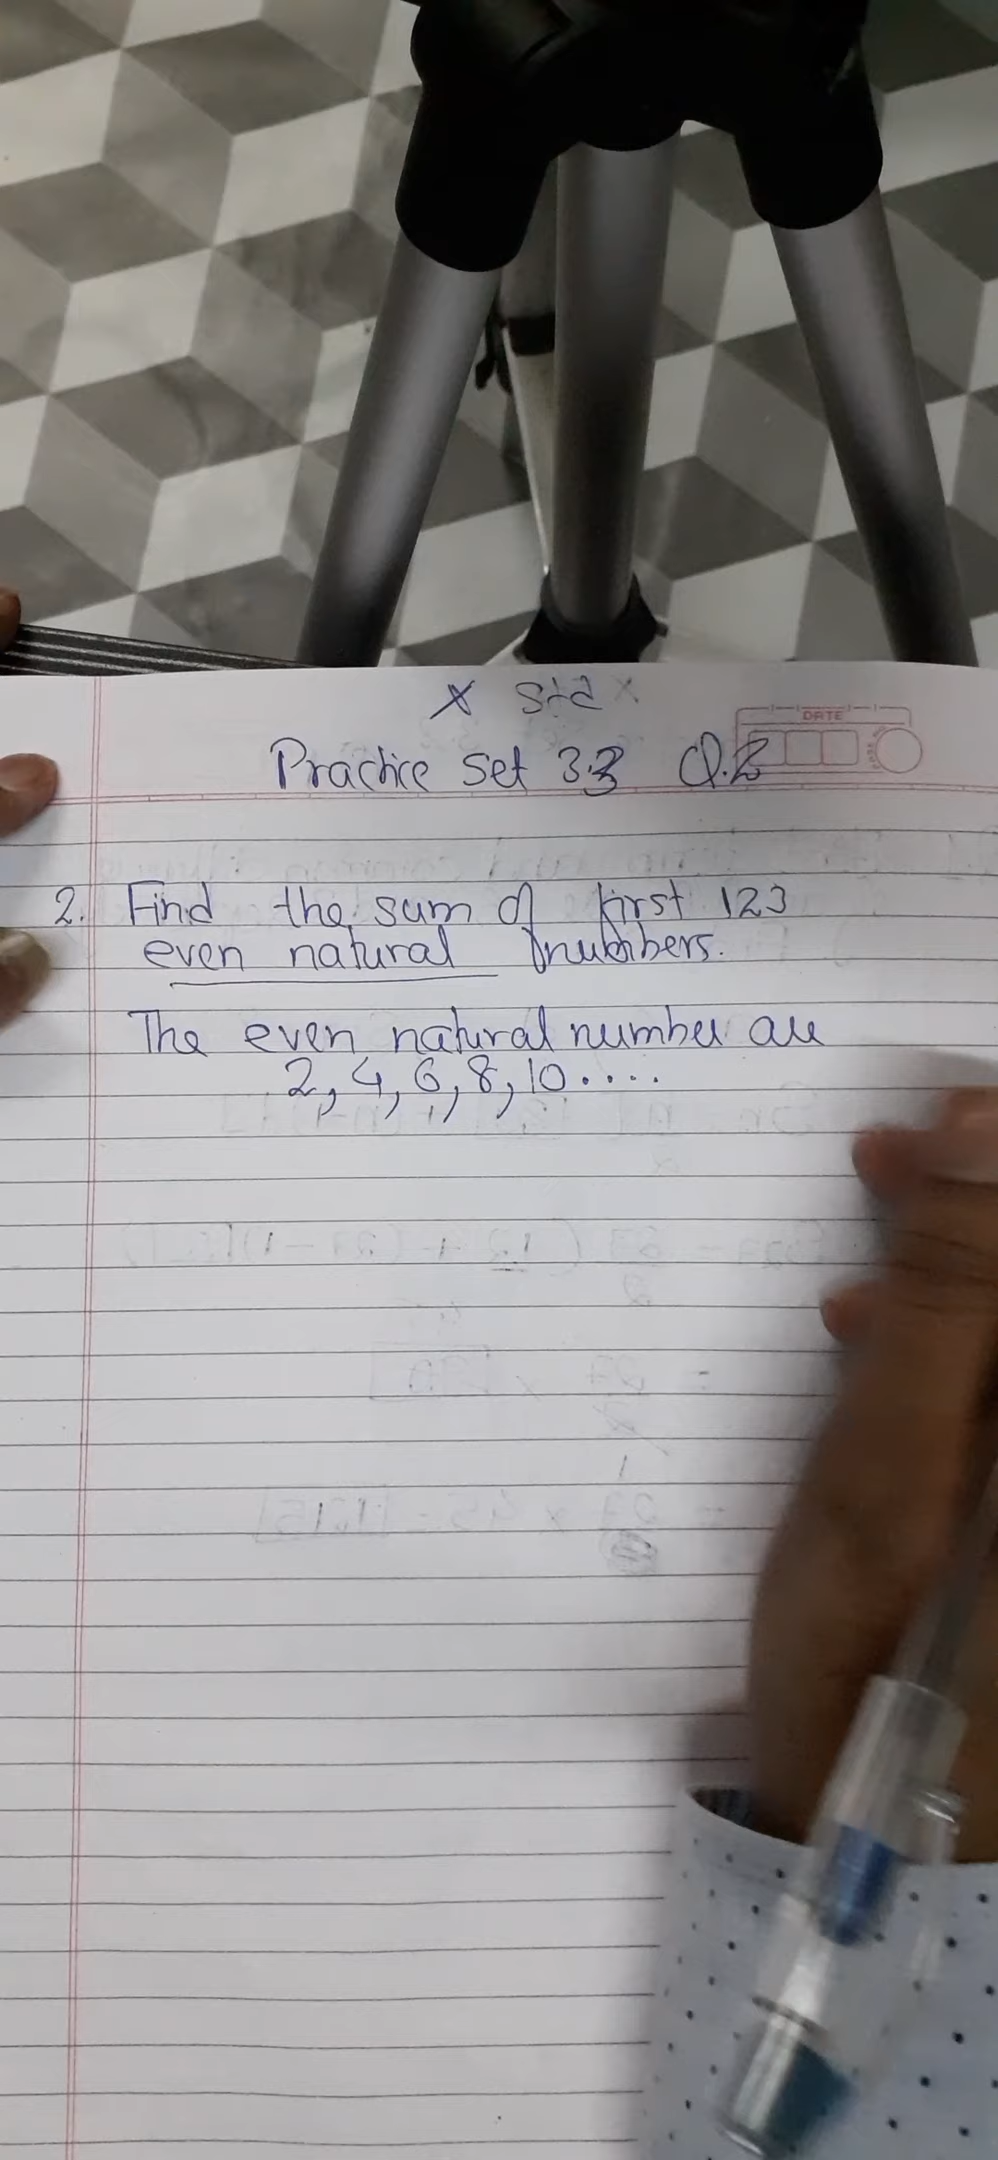 X Std X
DATE
Practice Set 3.3 Q.2
2. Find the sum of first 123
even natural numbers.
The even natural number are
2, 4, 6, 8, 10....